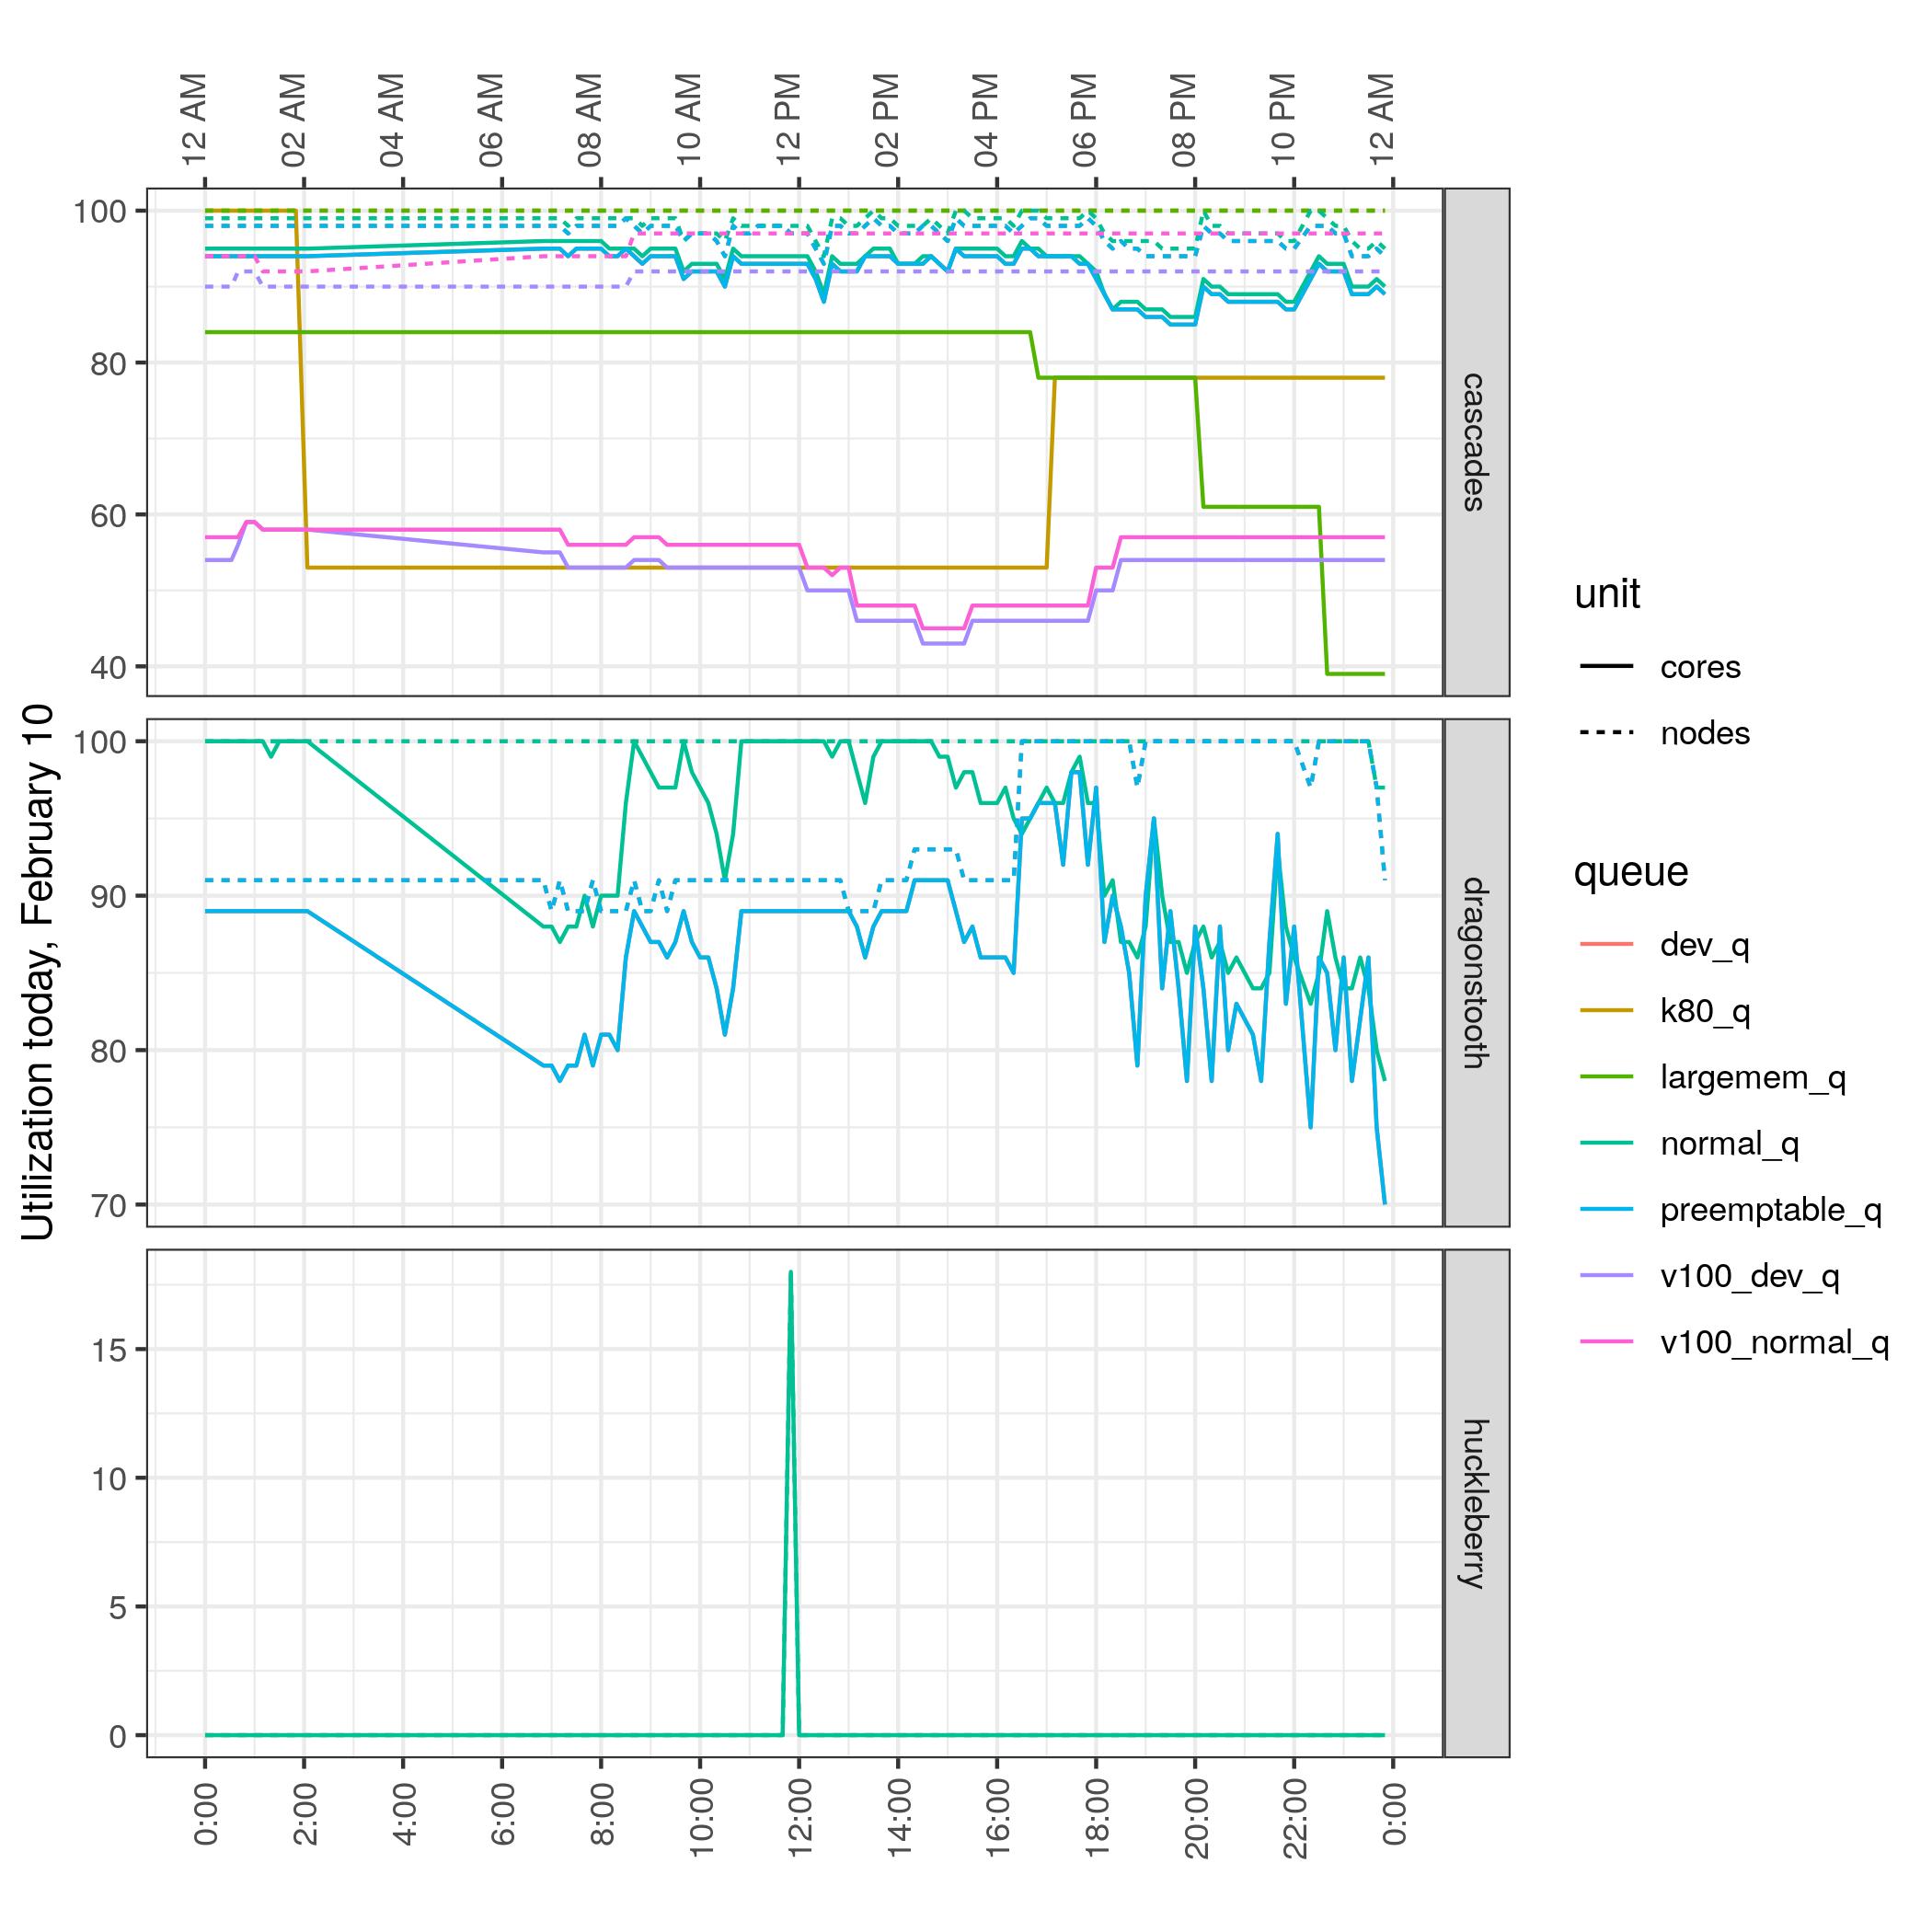 12 AM
02 AM
04 AM
06 AM
08 AM
10 AM
12 PM
02 PM
04 PM
06 PM
08 PM
10 PM
12 AM
Utilization today, February 10
100
80
60
40
cascades
100
90
80
70
dragonstooth
15
10
5
0
huckleberry
0:00
2:00
4:00
6:00
8:00
10:00
12:00
14:00
16:00
18:00
20:00
22:00
0:00
unit
cores
nodes
queue
dev_q
k80_q
largemem_q
normal_q
preemptable_q
v100_dev_q
v100_normal_q